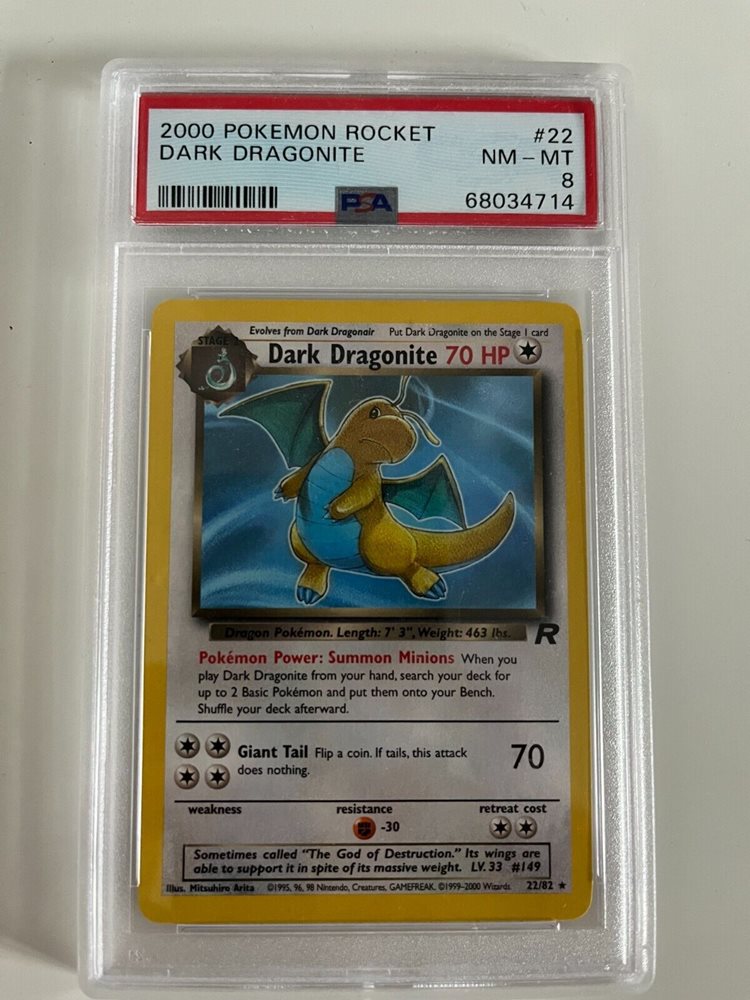 2000 POKEMON ROCKET #22
DARK DRAGONITE NM - MT
8
PSA 68034714
Evolves from Dark Dragonair Put Dark Dragonite on the Stage 1 card
STAGE 2
Dark Dragonite 70 HP
Dragon Pokémon. Length: 7' 3", Weight: 463 lbs.
R
Pokémon Power: Summon Minions When you
play Dark Dragonite from your hand, search your deck for
up to 2 Basic Pokémon and put them onto your Bench.
Shuffle your deck afterward.
Giant Tail Flip a coin. If tails, this attack
does nothing.
70
weakness resistance retreat cost
-30
Sometimes called "The God of Destruction." Its wings are
able to support it in spite of its massive weight. LV. 33 #149
Illus. Mitsuhiro Arita ©1995, 96, 98 Nintendo, Creatures, GAMEFREAK. ©1999-2000 Wizards. 22/82 ★